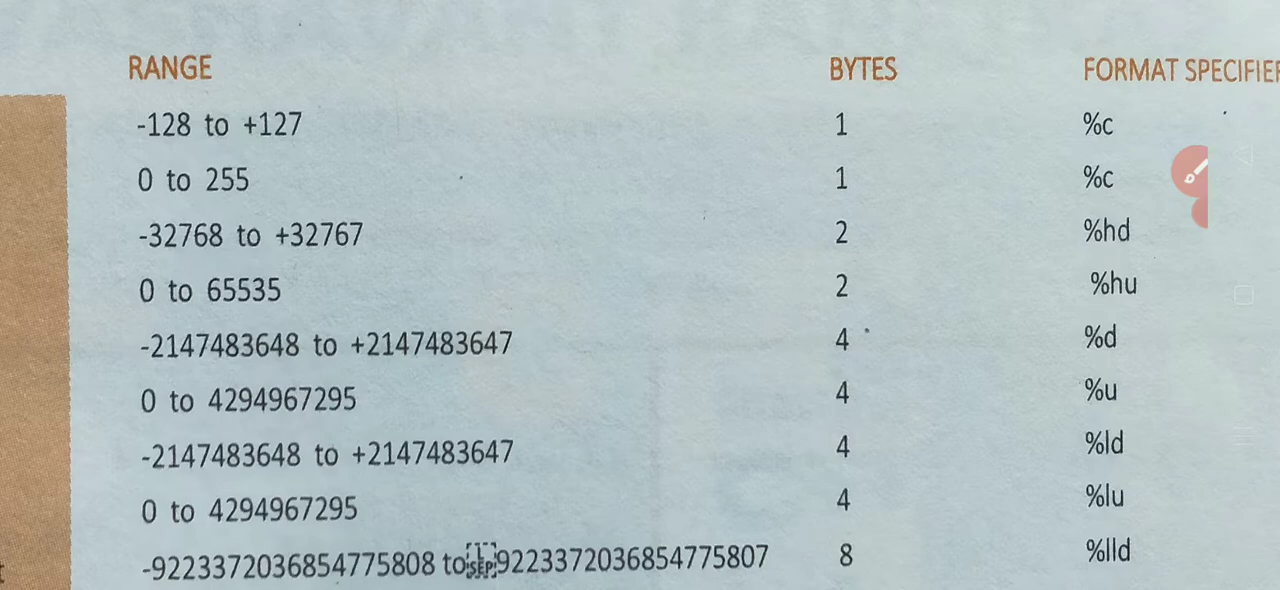 RANGE BYTES FORMAT SPECIFIER
-128 to +127 1 %c
0 to 255 1 %c
-32768 to +32767 2 %hd
0 to 65535 2 %hu
-2147483648 to +2147483647 4 %d
0 to 4294967295 4 %u
-2147483648 to +2147483647 4 %ld
0 to 4294967295 4 %lu
-9223372036854775808 to L SEP 9223372036854775807 8 %lld
t